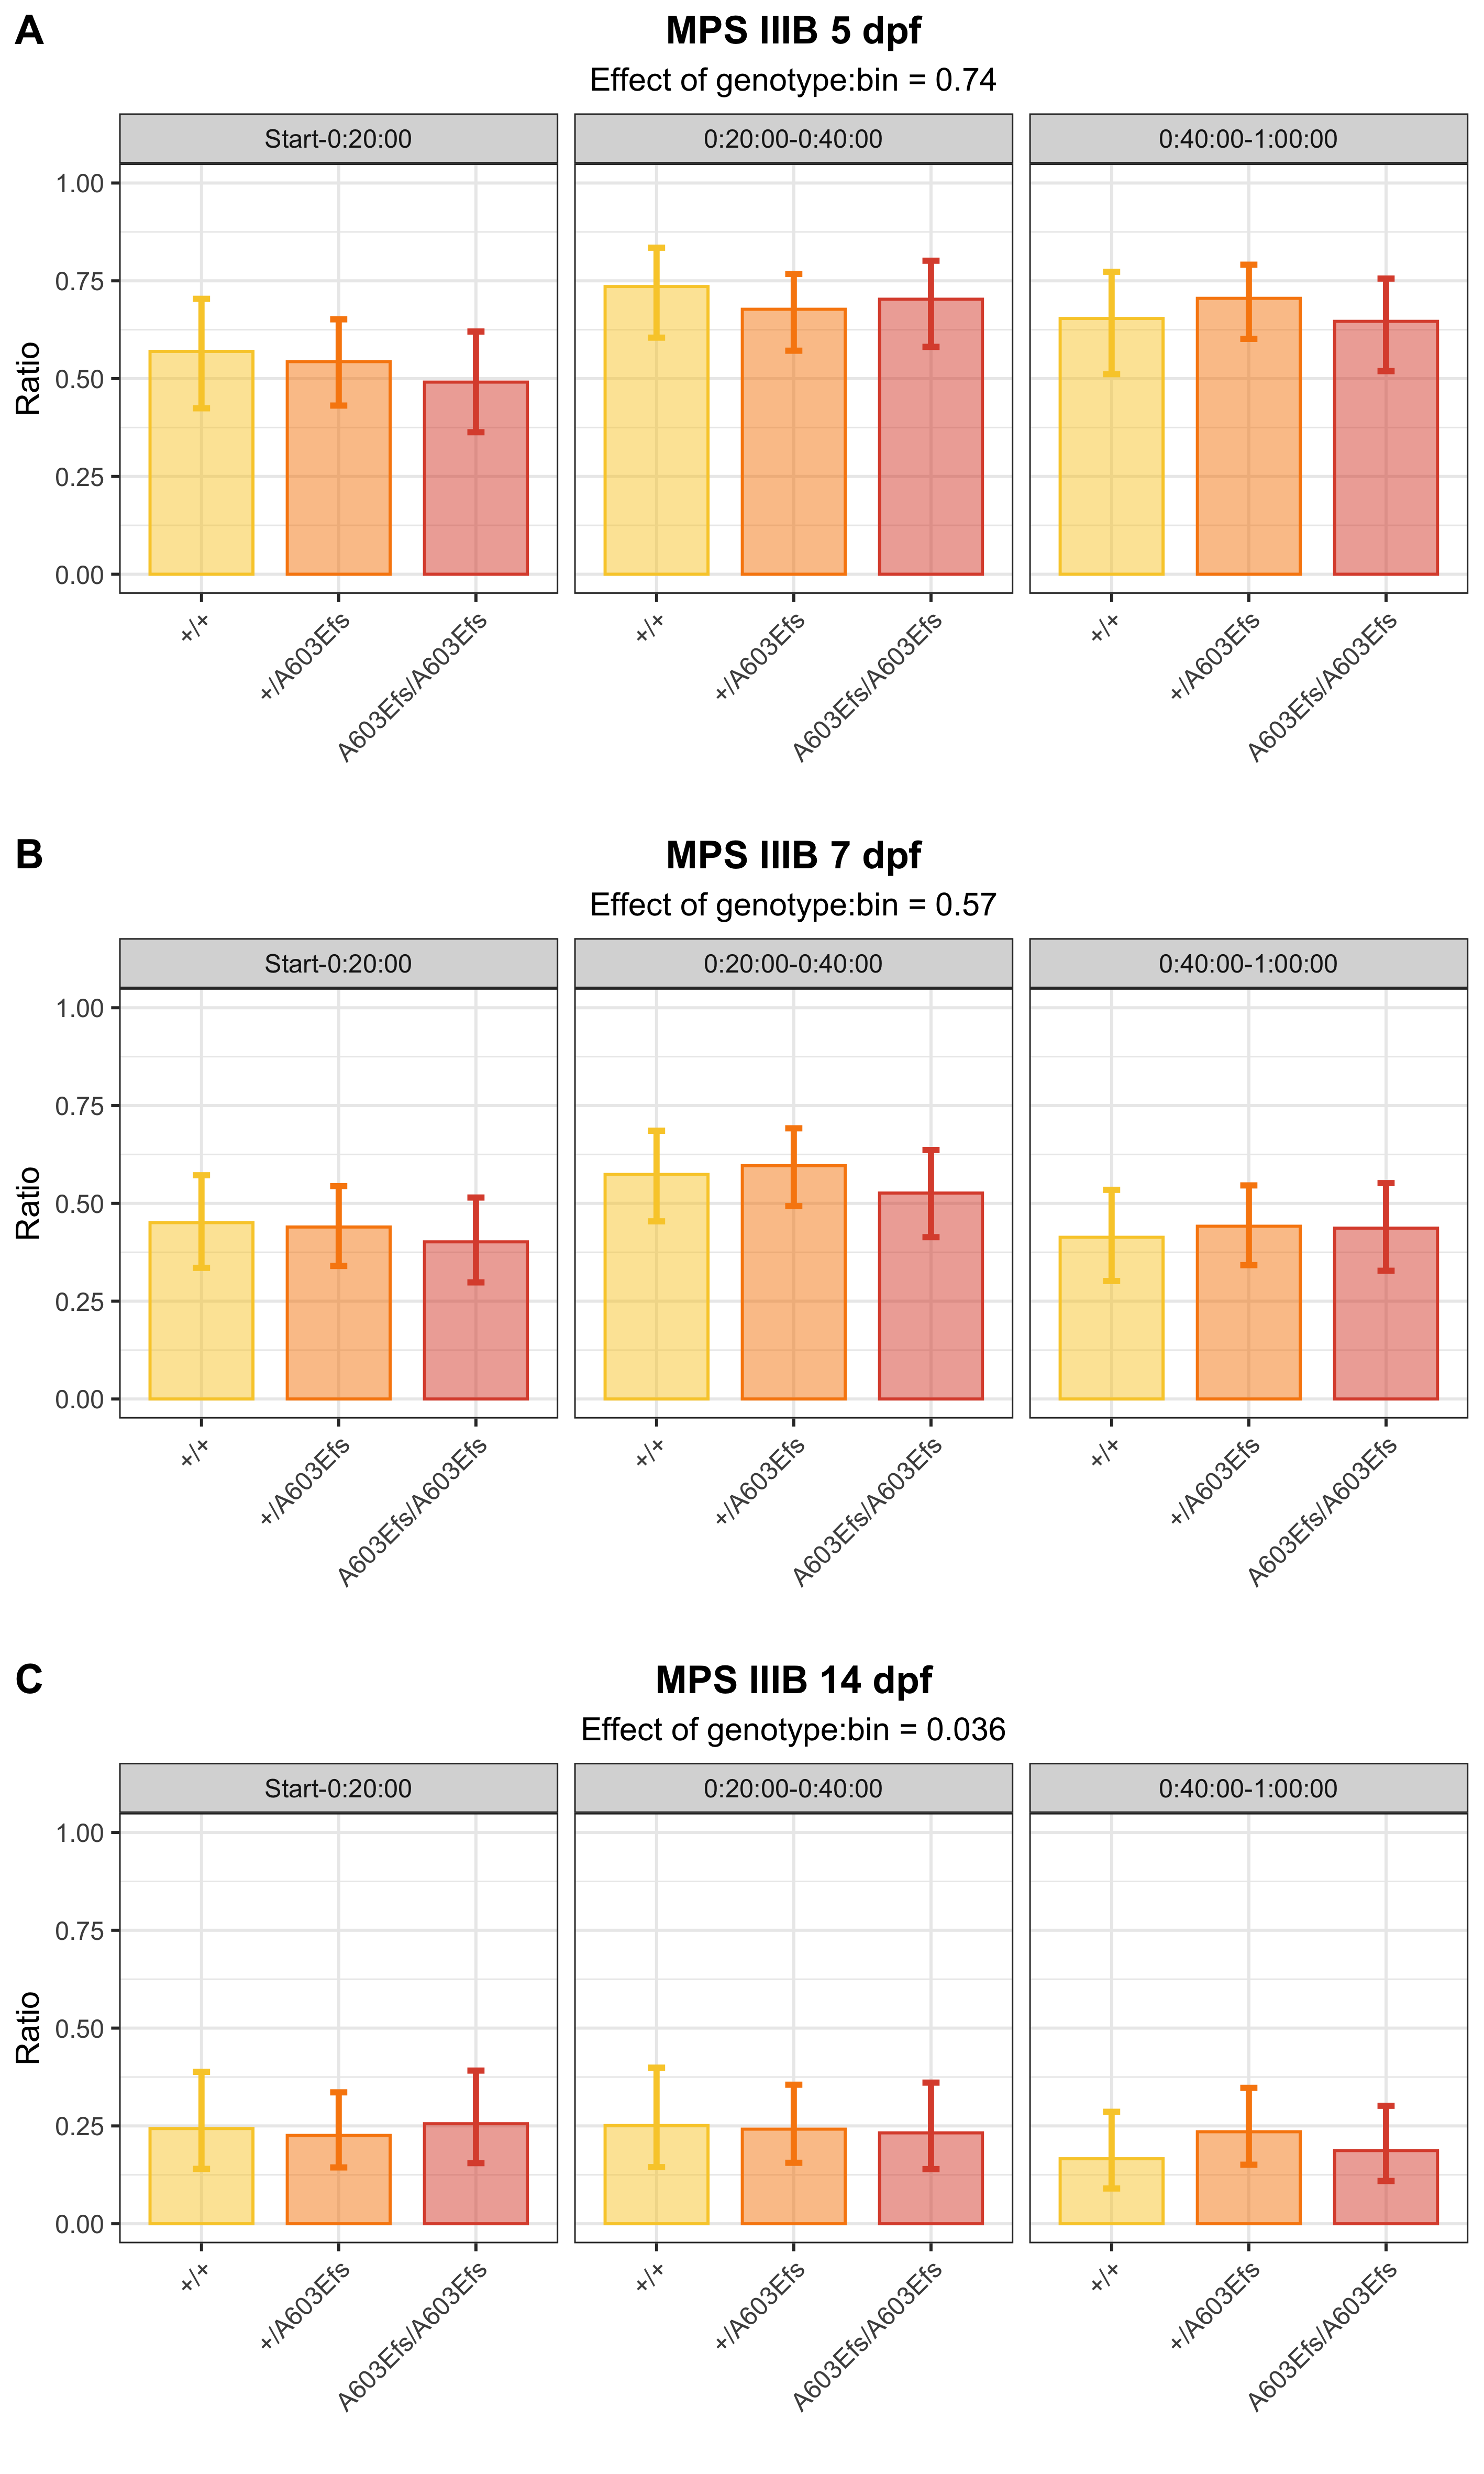 A
MPS IIIB 5 dpf
Effect of genotype:bin = 0.74
Start-0:20:00 0:20:00-0:40:00 0:40:00-1:00:00
Ratio
1.00
0.75
0.50
0.25
0.00
+/+ +/A603Efs A603Efs/A603Efs +/+ +/A603Efs A603Efs/A603Efs +/+ +/A603Efs A603Efs/A603Efs
B
MPS IIIB 7 dpf
Effect of genotype:bin = 0.57
Start-0:20:00 0:20:00-0:40:00 0:40:00-1:00:00
Ratio
1.00
0.75
0.50
0.25
0.00
+/+ +/A603Efs A603Efs/A603Efs +/+ +/A603Efs A603Efs/A603Efs +/+ +/A603Efs A603Efs/A603Efs
C
MPS IIIB 14 dpf
Effect of genotype:bin = 0.036
Start-0:20:00 0:20:00-0:40:00 0:40:00-1:00:00
Ratio
1.00
0.75
0.50
0.25
0.00
+/+ +/A603Efs A603Efs/A603Efs +/+ +/A603Efs A603Efs/A603Efs +/+ +/A603Efs A603Efs/A603Efs